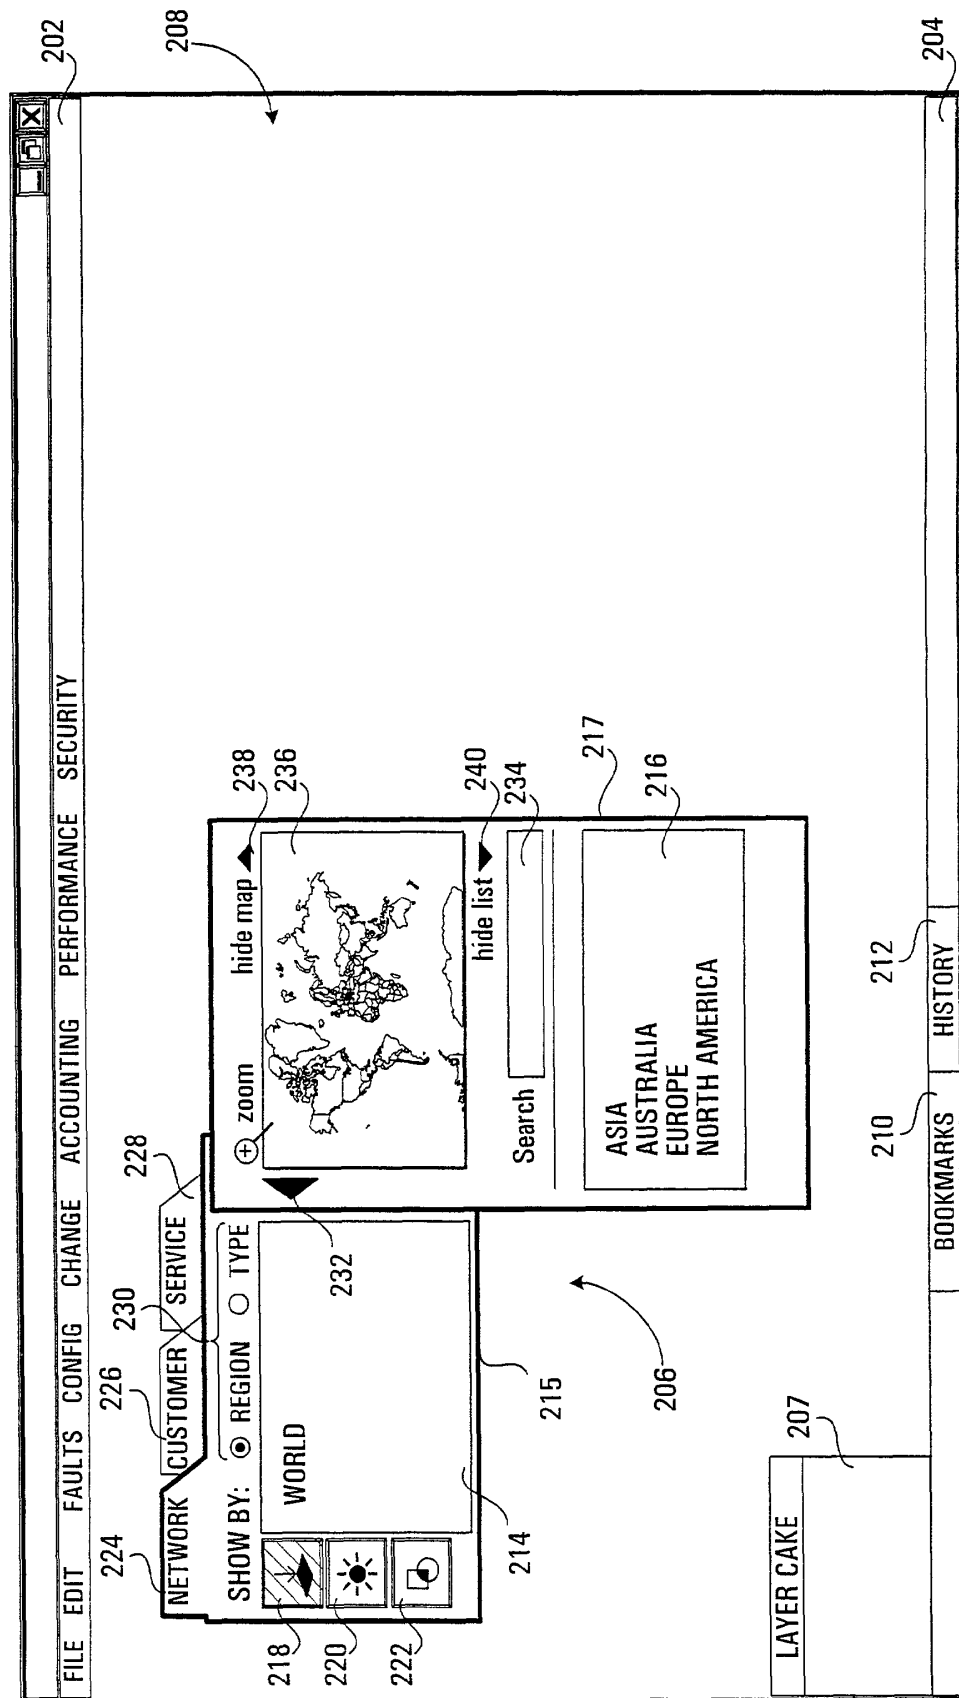 202
FILE EDIT FAULTS CONFIG CHANGE ACCOUNTING PERFORMANCE SECURITY
208
224
226
230
228
NETWORK
CUSTOMER
SERVICE
SHOW BY: REGION TYPE
WORLD
218
220
222
214
232
215
206
zoom
hide map
238
236
hide list
240
Search
234
217
ASIA
AUSTRALIA
EUROPE
NORTH AMERICA
216
LAYER CAKE
207
210
212
BOOKMARKS
HISTORY
204